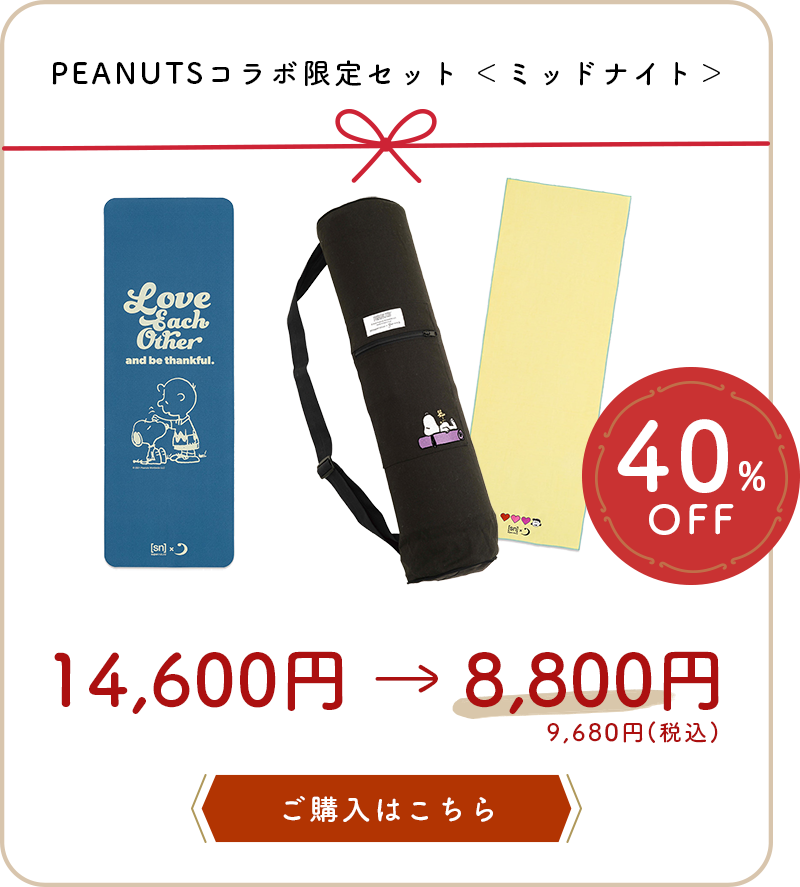 PEANUTSコラボ限定セット ＜ミッドナイト＞
Love
Each
Other
and be thankful.
[sn] ×
[sn] ×
40%
OFF
14,600円 → 8,800円
9,680円(税込)
ご購入はこちら